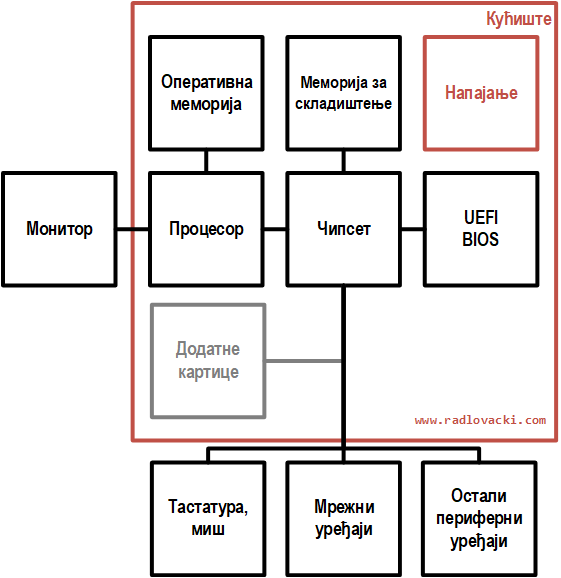 Кућиште
Оперативна
меморија
Меморија за
складиштење
Напајање
Монитор
Процесор
Чипсет
UEFI
BIOS
Додатне
картице
www.radlovacki.com
Тастатура,
миш
Мрежни
уређаји
Остали
периферни
уређаји